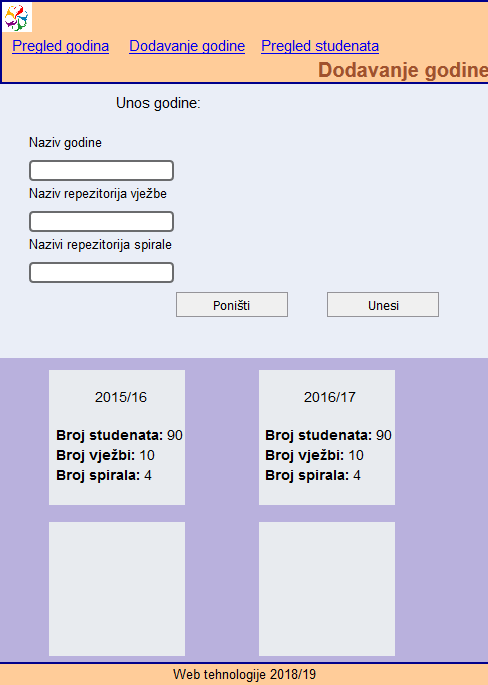 Pregled godina Dodavanje godine Pregled studenata
Dodavanje godine
Unos godine:
Naziv godine
Naziv repezitorija vježbe
Nazivi repezitorija spirale
Poništi Unesi
2015/16 2016/17
Broj studenata: 90 Broj studenata: 90
Broj vježbi: 10 Broj vježbi: 10
Broj spirala: 4 Broj spirala: 4
Web tehnologije 2018/19